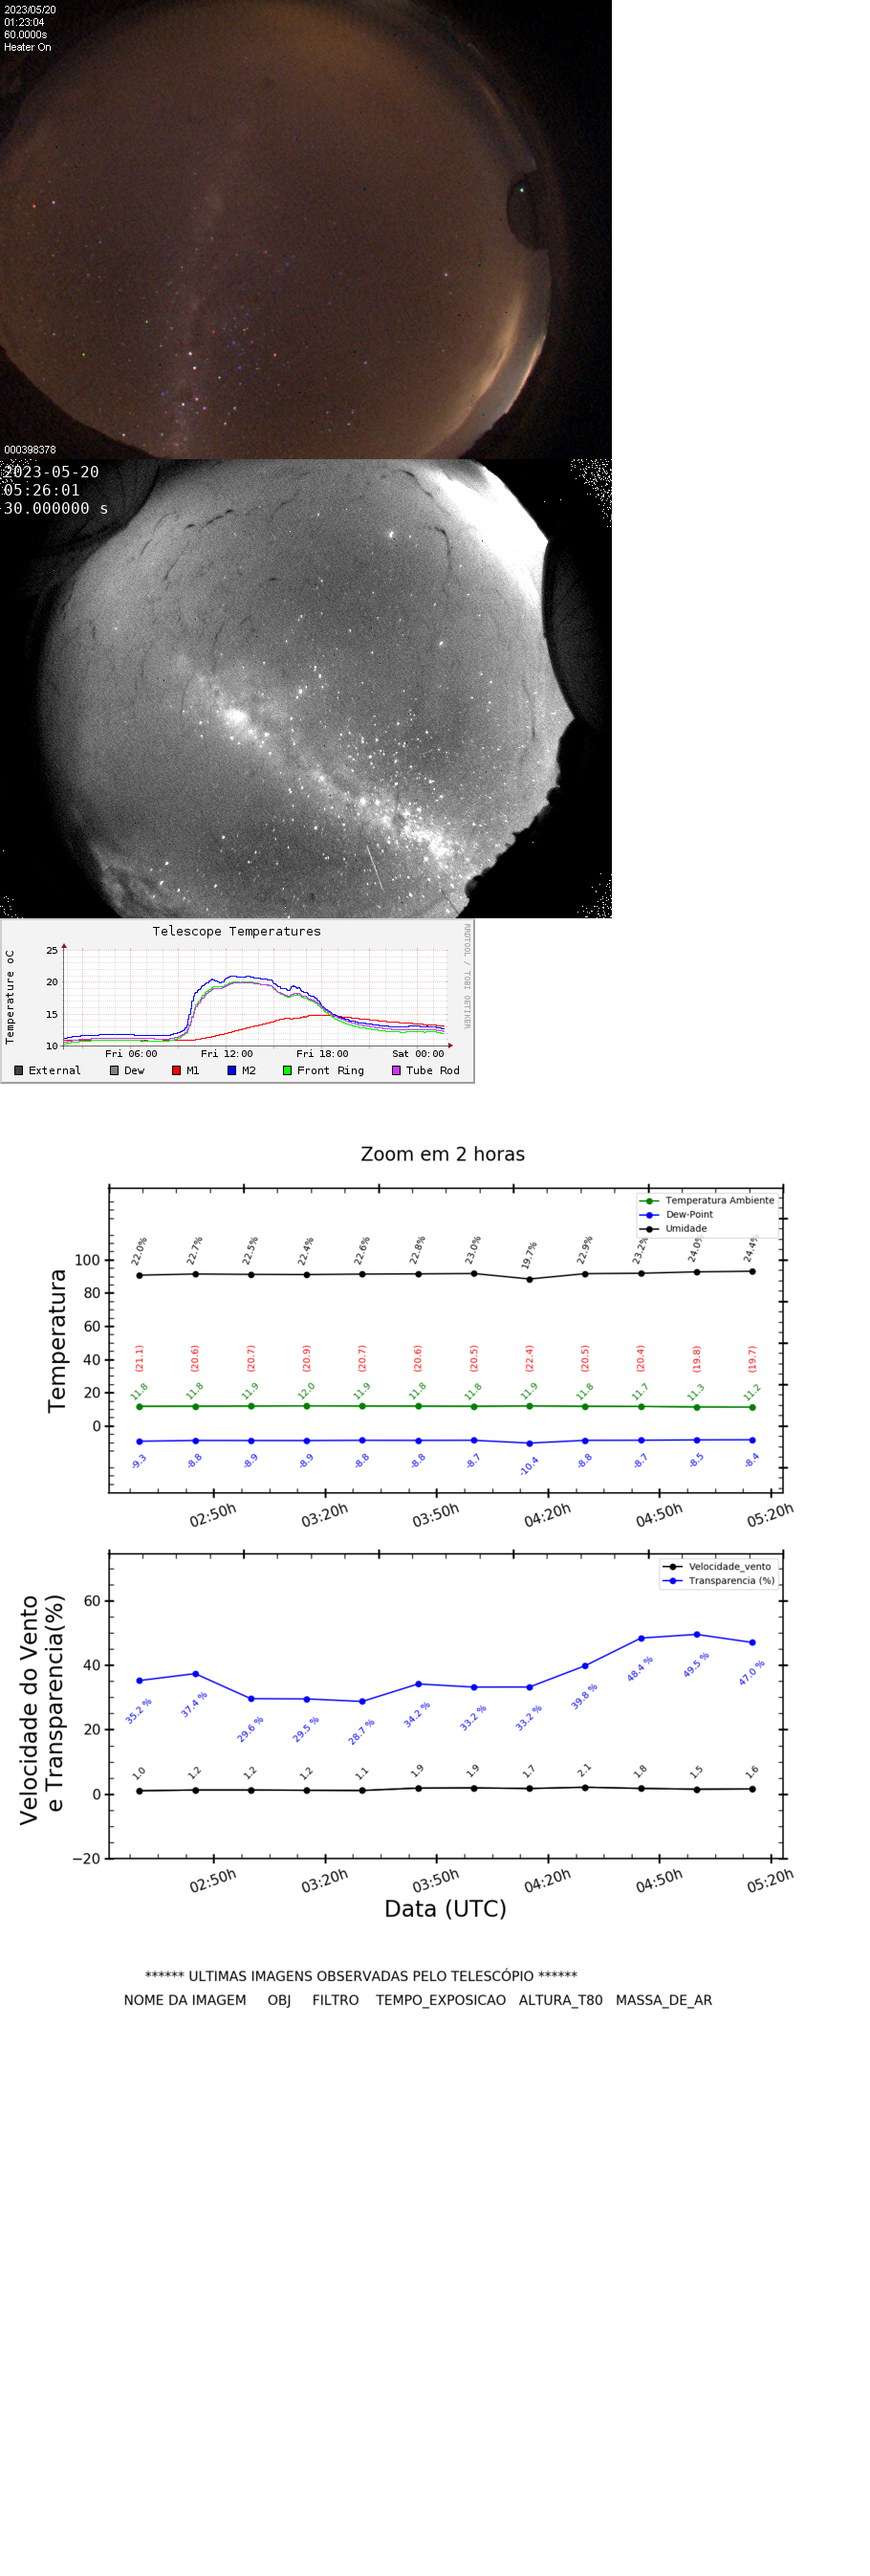 2023/05/20
01:23:04
60.0000s
Heater On
000398378
2023-05-20
05:26:01
30.000000 s
Telescope Temperatures
RRDTOOL / TOBI OETIKER
Temperature oC
25
20
15
10
Fri 06:00 Fri 12:00 Fri 18:00 Sat 00:00
External Dew M1 M2 Front Ring Tube Rod
Zoom em 2 horas
Temperatura Ambiente
Dew-Point
Umidade
Temperatura
100
80
60
40
20
0
22.0% 22.7% 22.5% 22.4% 22.6% 22.8% 23.0% 19.7% 22.9% 23.2% 24.0% 24.4%
(21.1) (20.6) (20.7) (20.9) (20.7) (20.6) (20.5) (22.4) (20.5) (20.4) (19.8) (19.7)
11.8 11.8 11.9 12.0 11.9 11.8 11.8 11.9 11.8 11.7 11.3 11.2
-9.3 -8.8 -8.9 -8.9 -8.8 -8.8 -8.7 -10.4 -8.8 -8.7 -8.5 -8.4
02:50h 03:20h 03:50h 04:20h 04:50h 05:20h
Velocidade_vento
Transparencia (%)
Velocidade do Vento
e Transparencia(%)
60
40
20
0
−20
35.2 % 37.4 % 29.6 % 29.5 % 28.7 % 34.2 % 33.2 % 33.2 % 39.8 % 48.4 % 49.5 % 47.0 %
1.0 1.2 1.2 1.2 1.1 1.9 1.9 1.7 2.1 1.8 1.5 1.6
02:50h 03:20h 03:50h 04:20h 04:50h 05:20h
Data (UTC)
****** ULTIMAS IMAGENS OBSERVADAS PELO TELESCÓPIO ******
NOME DA IMAGEM OBJ FILTRO TEMPO_EXPOSICAO ALTURA_T80 MASSA_DE_AR